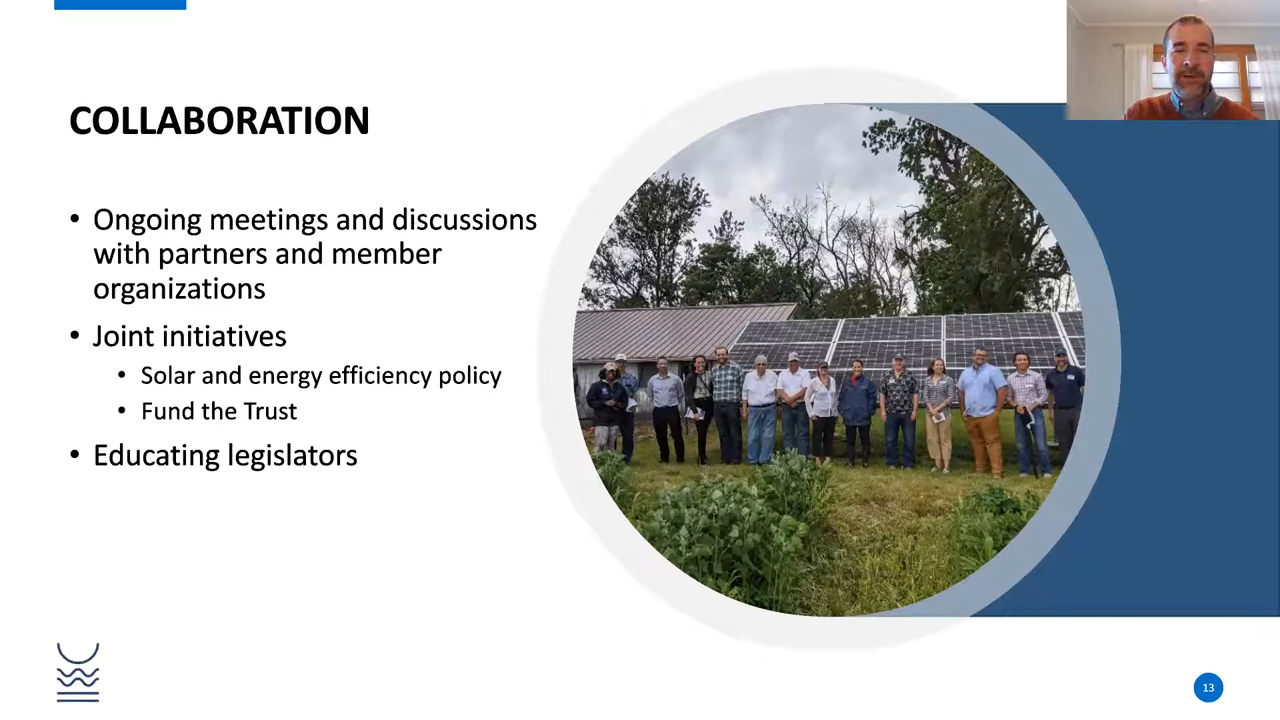 COLLABORATION
• Ongoing meetings and discussions
with partners and member
organizations
• Joint initiatives
• Solar and energy efficiency policy
• Fund the Trust
• Educating legislators
13